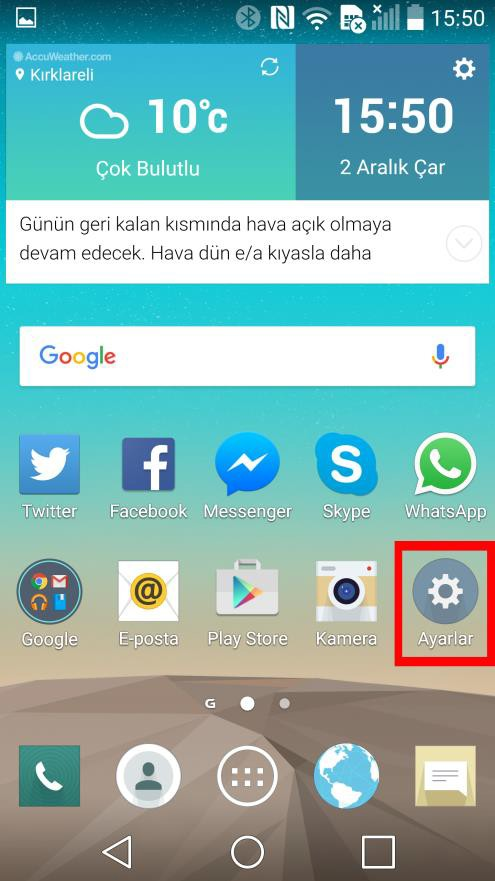 15:50
AccuWeather.com
Kırklareli
10°c
Çok Bulutlu
15:50
2 Aralık Çar
Günün geri kalan kısmında hava açık olmaya
devam edecek. Hava dün e/a kıyasla daha
Google
Twitter
Facebook
Messenger
Skype
WhatsApp
Google
E-posta
Play Store
Kamera
Ayarlar
G